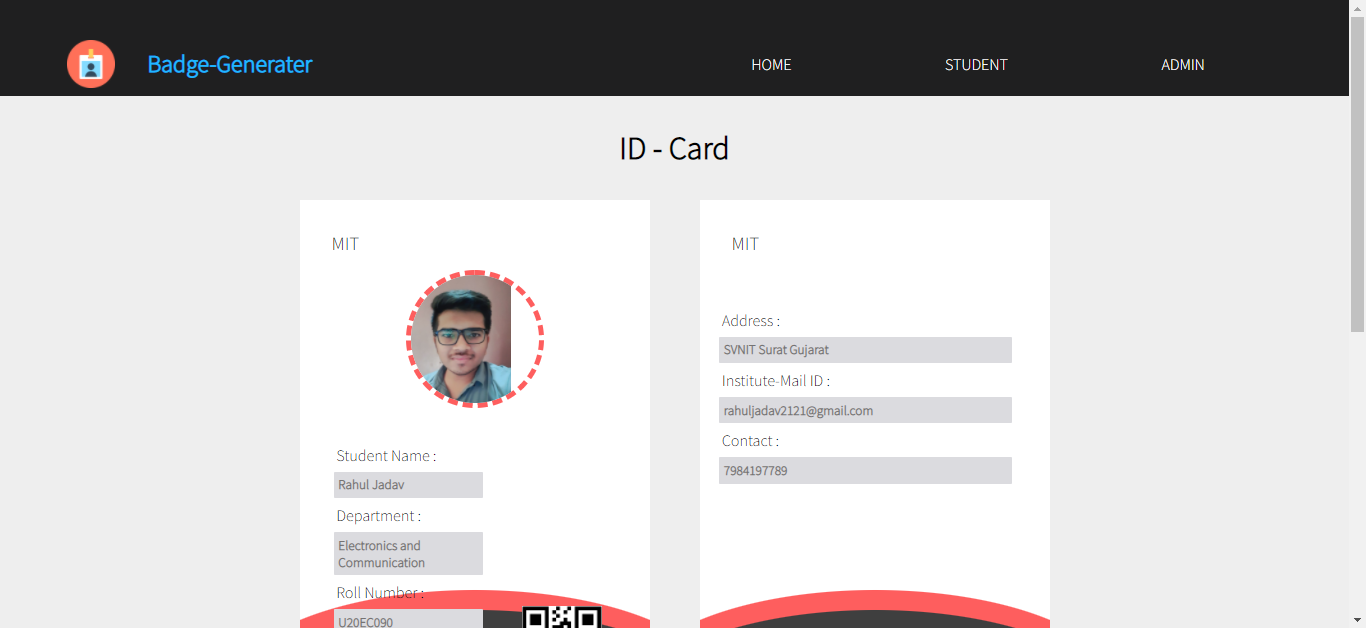 Badge-Generater
HOME
STUDENT
ADMIN
ID - Card
MIT
Student Name :
Rahul Jadav
Department :
Electronics and
Communication
Roll Number :
U20EC090
MIT
Address :
SVNIT Surat Gujarat
Institute-Mail ID :
rahuljadav2121@gmail.com
Contact :
7984197789